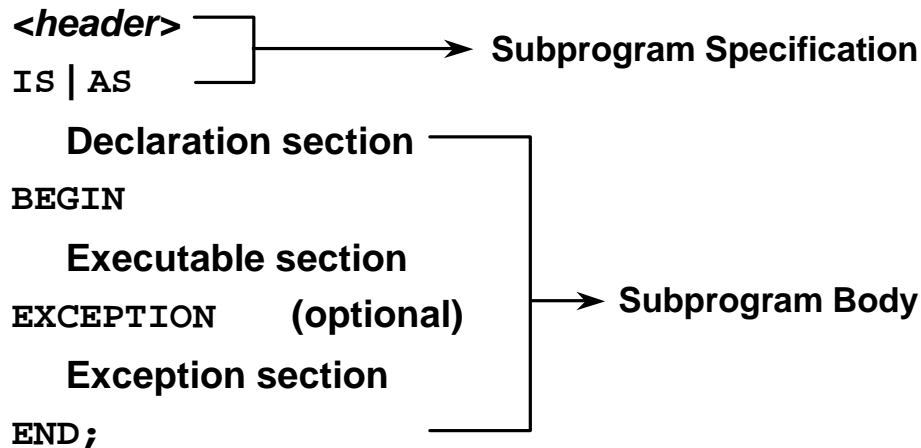 <header>
Subprogram Specification
IS | AS
Declaration section
BEGIN
Executable section
EXCEPTION (optional)
Subprogram Body
Exception section
END;